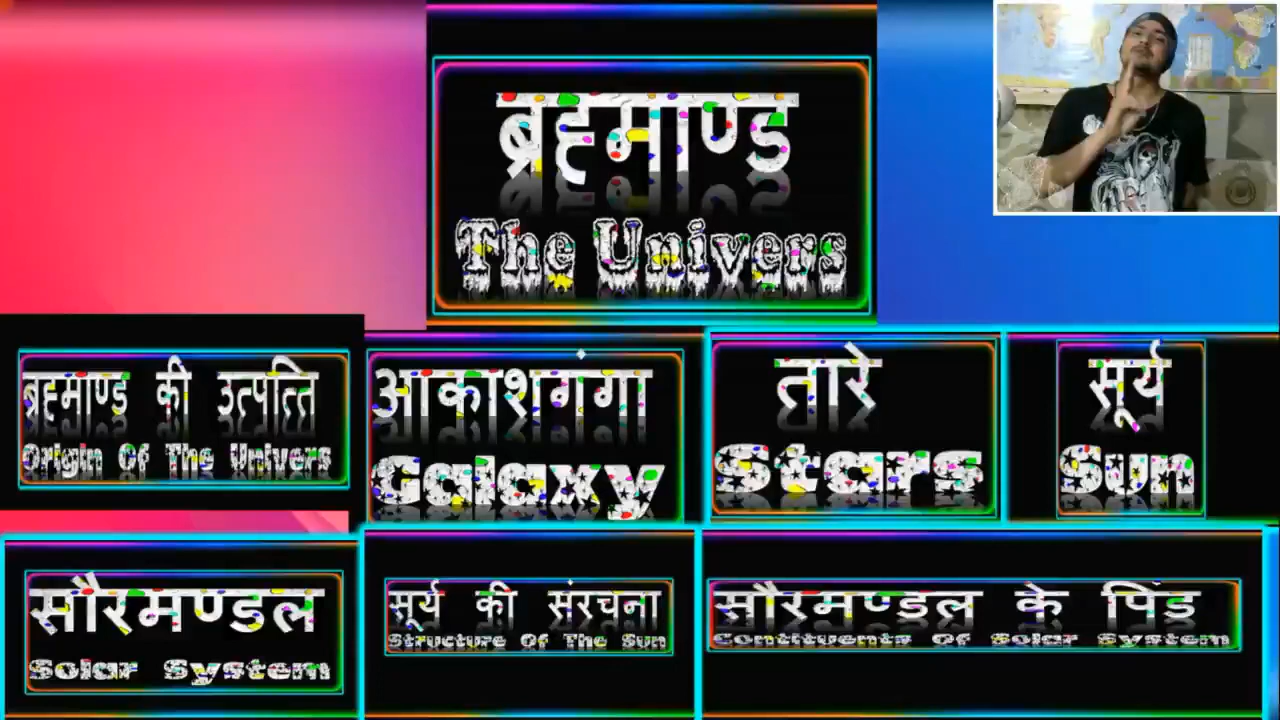 ब्रह्माण्ड
The Univers
ब्रह्माण्ड की उत्पत्ति
Origin Of The Univers
आकाशगंगा
Galaxy
तारे
Stars
सूर्य
Sun
सौरमण्डल
Solar System
सूर्य की संरचना
Structure Of The Sun
सौरमण्डल के पिंड
Contituents Of Solar System